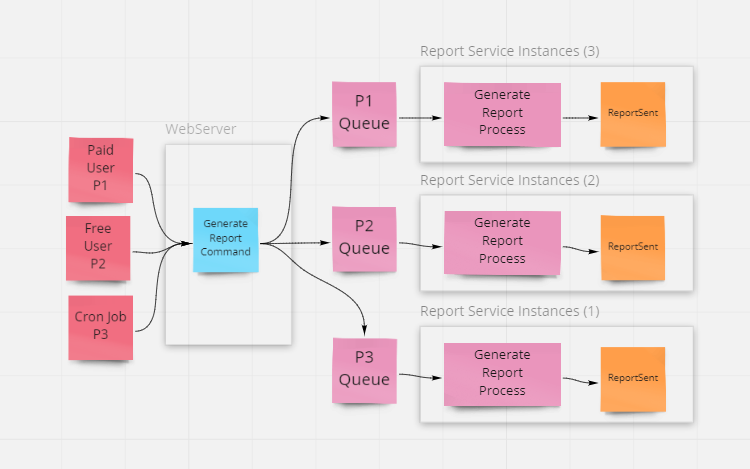 Report Service Instances (3)
P1
Queue
Generate
Report
Process
ReportSent
WebServer
Paid
User
P1
Free
User
P2
Cron Job
P3
Generate
Report
Command
Report Service Instances (2)
P2
Queue
Generate
Report
Process
ReportSent
Report Service Instances (1)
P3
Queue
Generate
Report
Process
ReportSent